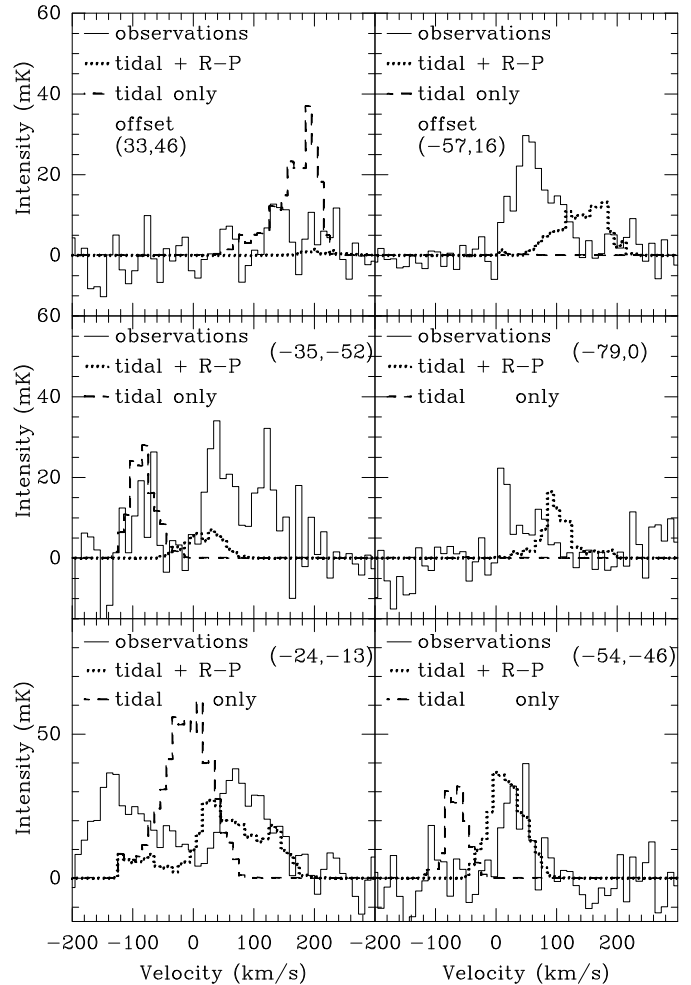 60
observations
tidal + R−P
tidal only
offset
(33,46)
40
20
0
Intensity (mK)
observations
tidal + R−P
tidal only
offset
(−57,16)
60
observations
(−35,−52)
tidal + R−P
tidal only
40
20
0
Intensity (mK)
observations
(−79,0)
tidal + R−P
tidal only
observations
(−24,−13)
tidal + R−P
tidal only
50
0
Intensity (mK)
observations
(−54,−46)
tidal + R−P
tidal only
−200 −100 0 100 200
−200 −100 0 100 200
Velocity (km/s)
Velocity (km/s)